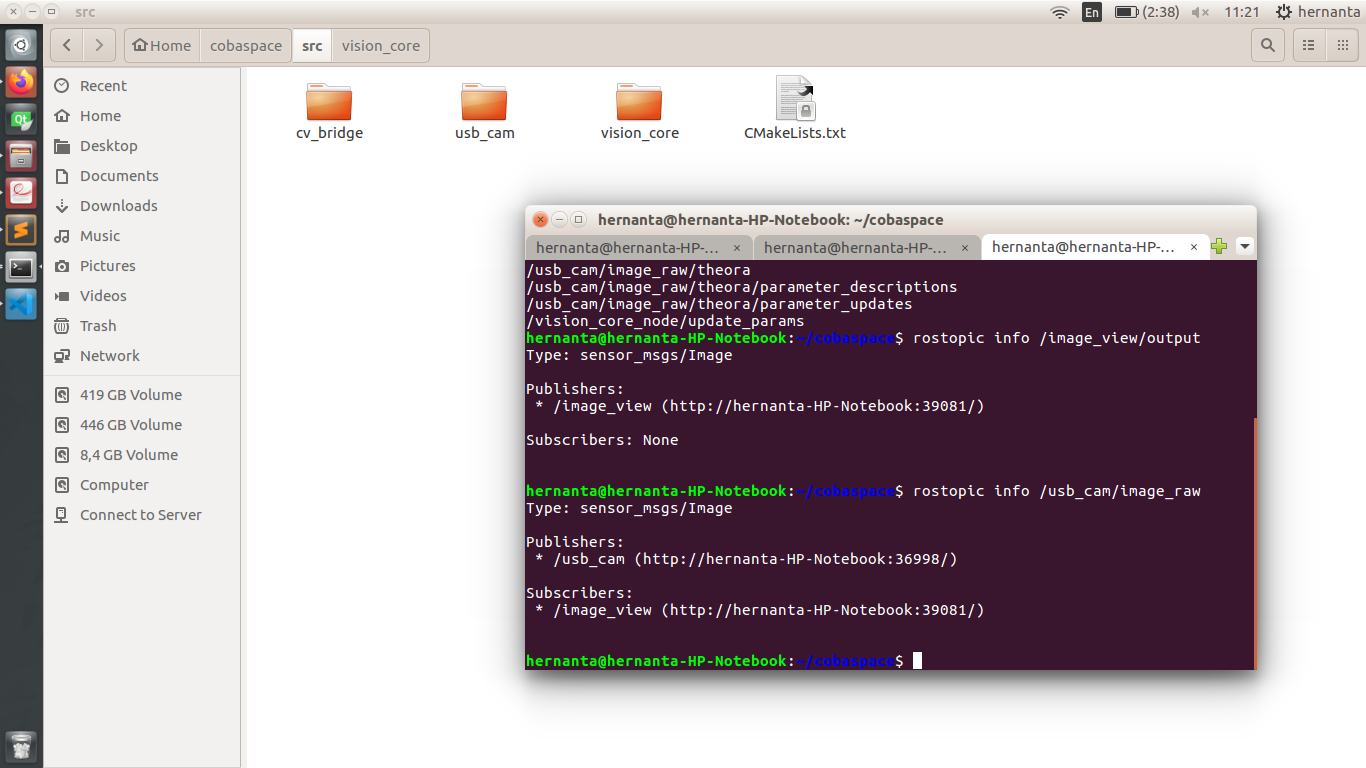 src
En
(2:38)
11:21
hernanta
Home
cobaspace
src
vision_core
Recent
Home
Desktop
Documents
Downloads
Music
Pictures
Videos
Trash
Network
419 GB Volume
446 GB Volume
8,4 GB Volume
Computer
Connect to Server
cv_bridge
usb_cam
vision_core
CMakeLists.txt
hernanta@hernanta-HP-Notebook: ~/cobaspace
hernanta@hernanta-HP-...
hernanta@hernanta-HP-...
hernanta@hernanta-HP-...
/usb_cam/image_raw/theora
/usb_cam/image_raw/theora/parameter_descriptions
/usb_cam/image_raw/theora/parameter_updates
/vision_core_node/update_params
hernanta@hernanta-HP-Notebook:~/cobaspace$ rostopic info /image_view/output
Type: sensor_msgs/Image
Publishers:
* /image_view (http://hernanta-HP-Notebook:39081/)
Subscribers: None
hernanta@hernanta-HP-Notebook:~/cobaspace$ rostopic info /usb_cam/image_raw
Type: sensor_msgs/Image
Publishers:
* /usb_cam (http://hernanta-HP-Notebook:36998/)
Subscribers:
* /image_view (http://hernanta-HP-Notebook:39081/)
hernanta@hernanta-HP-Notebook:~/cobaspace$